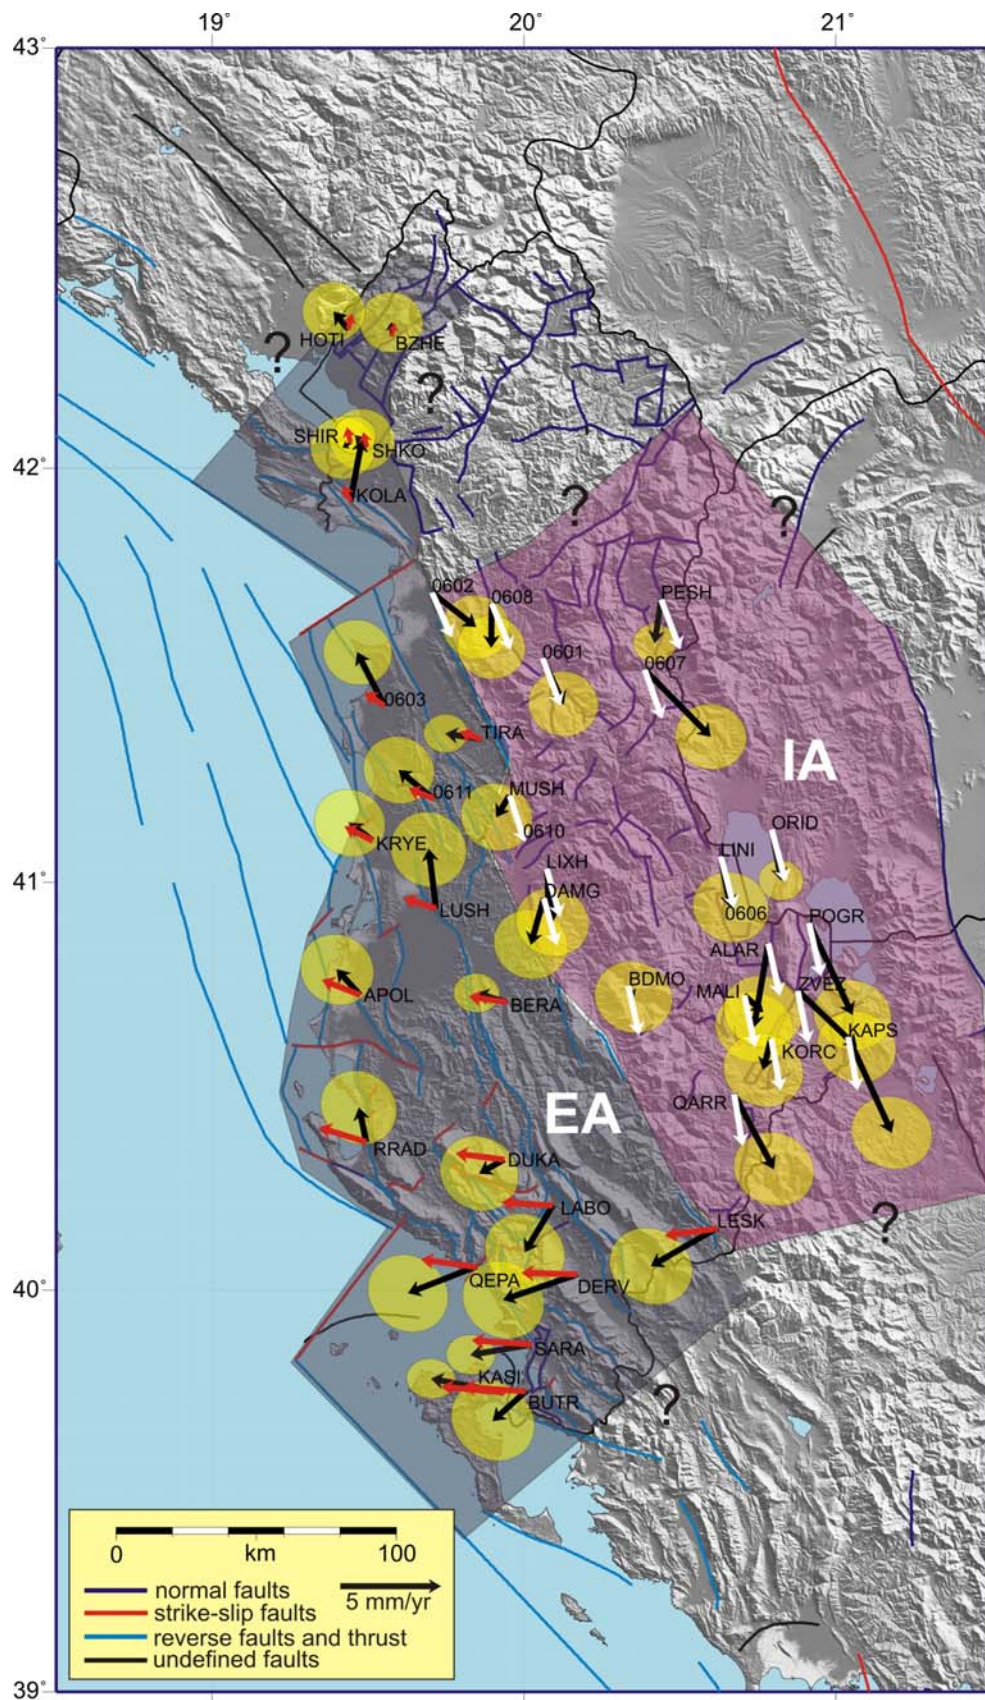 19° 20° 21°
43°
HOTI BZHE
?
?
SHIR
SHKO
42°
KOLA
? ?
0602 0608 PESH
0601 0607
0603
TIRA
IA
0611 MUSH
ORID
0610
KRYE LINI
LIXH
41°
DAMG
LUSH 0606 POGR
ALAR
BDMO
MALI ZVEZ
APOL BERA
KAPS
KORC
QARR
EA
RRAD
DUKA
LABO LESK
?
40°
QEPA DERV
SARA
KASI
BUTR ?
0 km 100
normal faults
5 mm/yr
strike-slip faults
reverse faults and thrust
undefined faults
39°